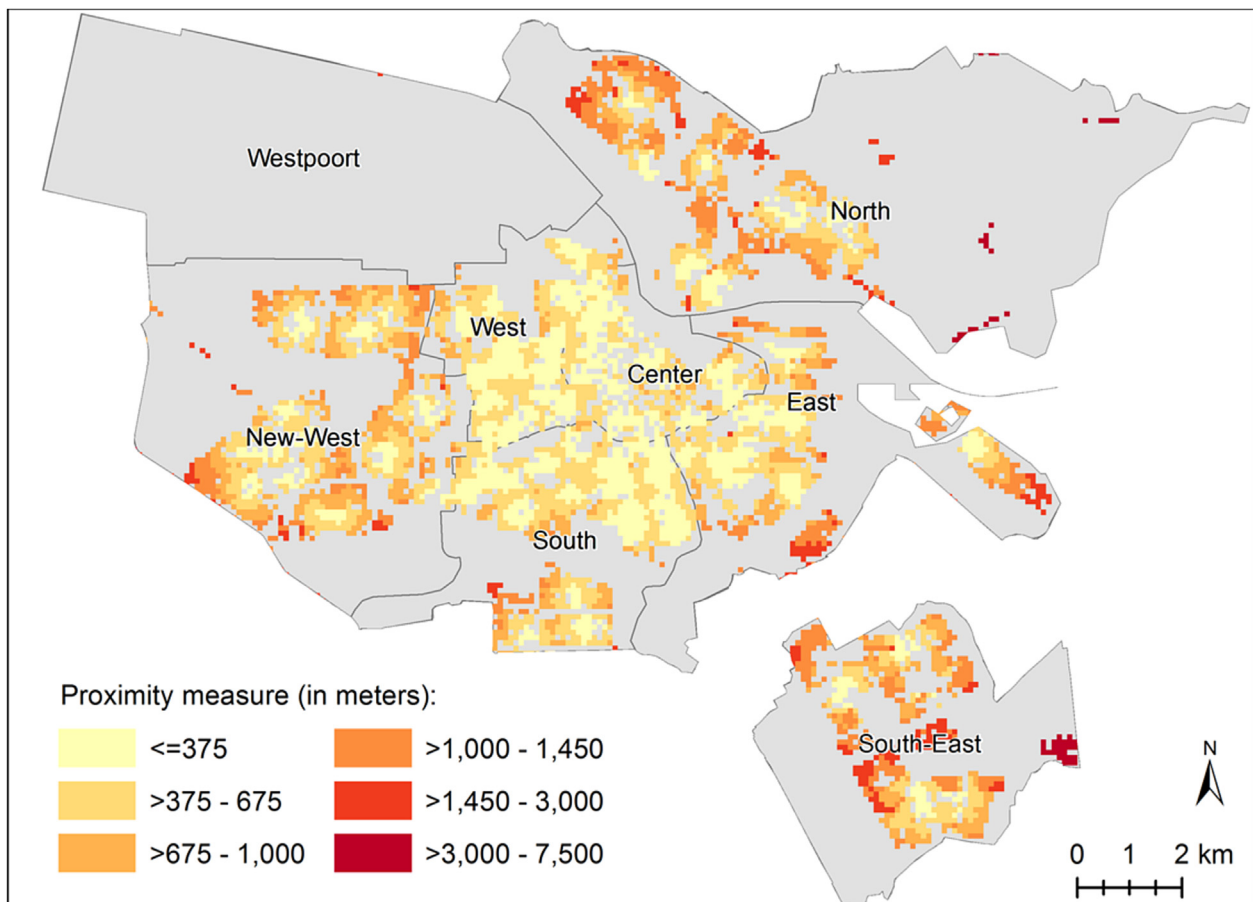 Westpoort
North
West
Center
East
New-West
South
South-East
Proximity measure (in meters):
<=375
>375 - 675
>675 - 1,000
>1,000 - 1,450
>1,450 - 3,000
>3,000 - 7,500
N
0 1 2 km